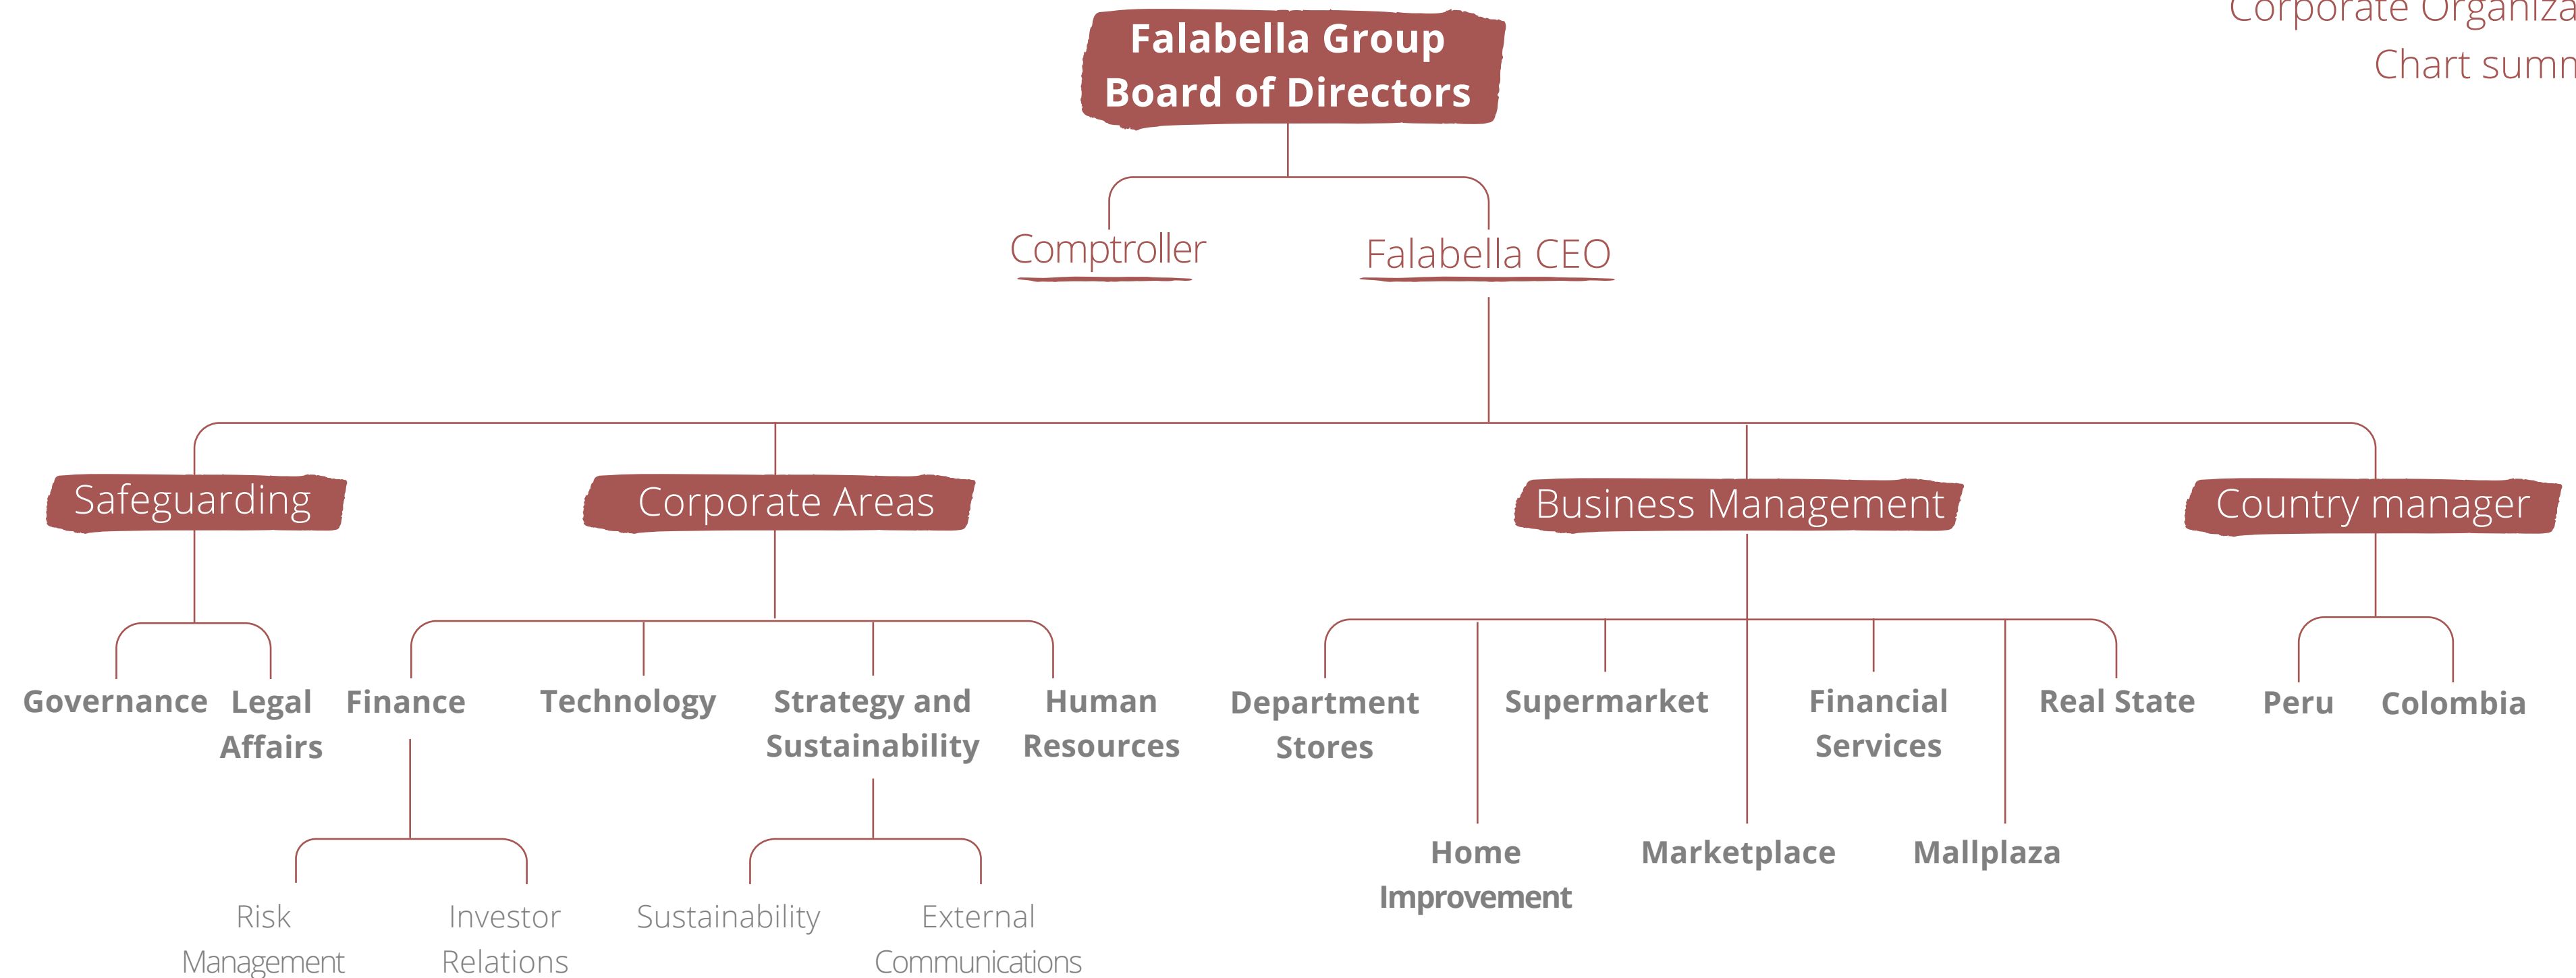 Corporate
Chart
Falabella Group
Board of Directors
Comptroller
Falabella CEO
Safeguarding
Corporate Areas
Business Management
Country manager
Governance
Legal
Affairs
Finance
Technology
Strategy and
Sustainability
Human
Resources
Department
Stores
Supermarket
Financial
Services
Real State
Peru
Colombia
Home
Improvement
Marketplace
Mallplaza
Risk
Management
Investor
Relations
Sustainability
External
Communications